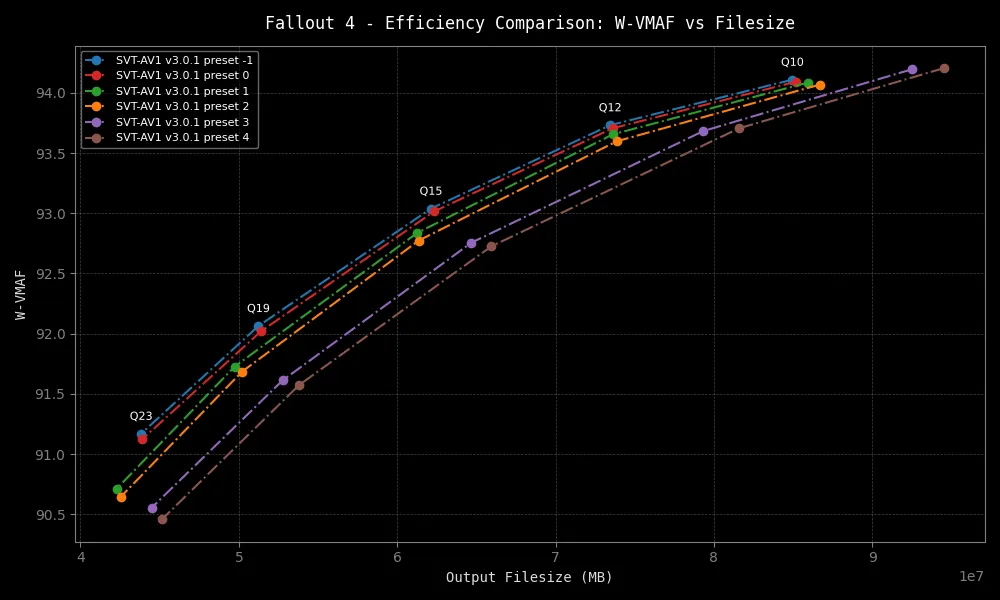 Fallout 4 - Efficiency Comparison: W-VMAF vs Filesize
SVT-AV1 v3.0.1 preset -1
SVT-AV1 v3.0.1 preset 0
SVT-AV1 v3.0.1 preset 1
SVT-AV1 v3.0.1 preset 2
SVT-AV1 v3.0.1 preset 3
SVT-AV1 v3.0.1 preset 4
Q10
Q12
Q15
Q19
Q23
W-VMAF
94.0
93.5
93.0
92.5
92.0
91.5
91.0
90.5
4 5 6 7 8 9
1e7
Output Filesize (MB)